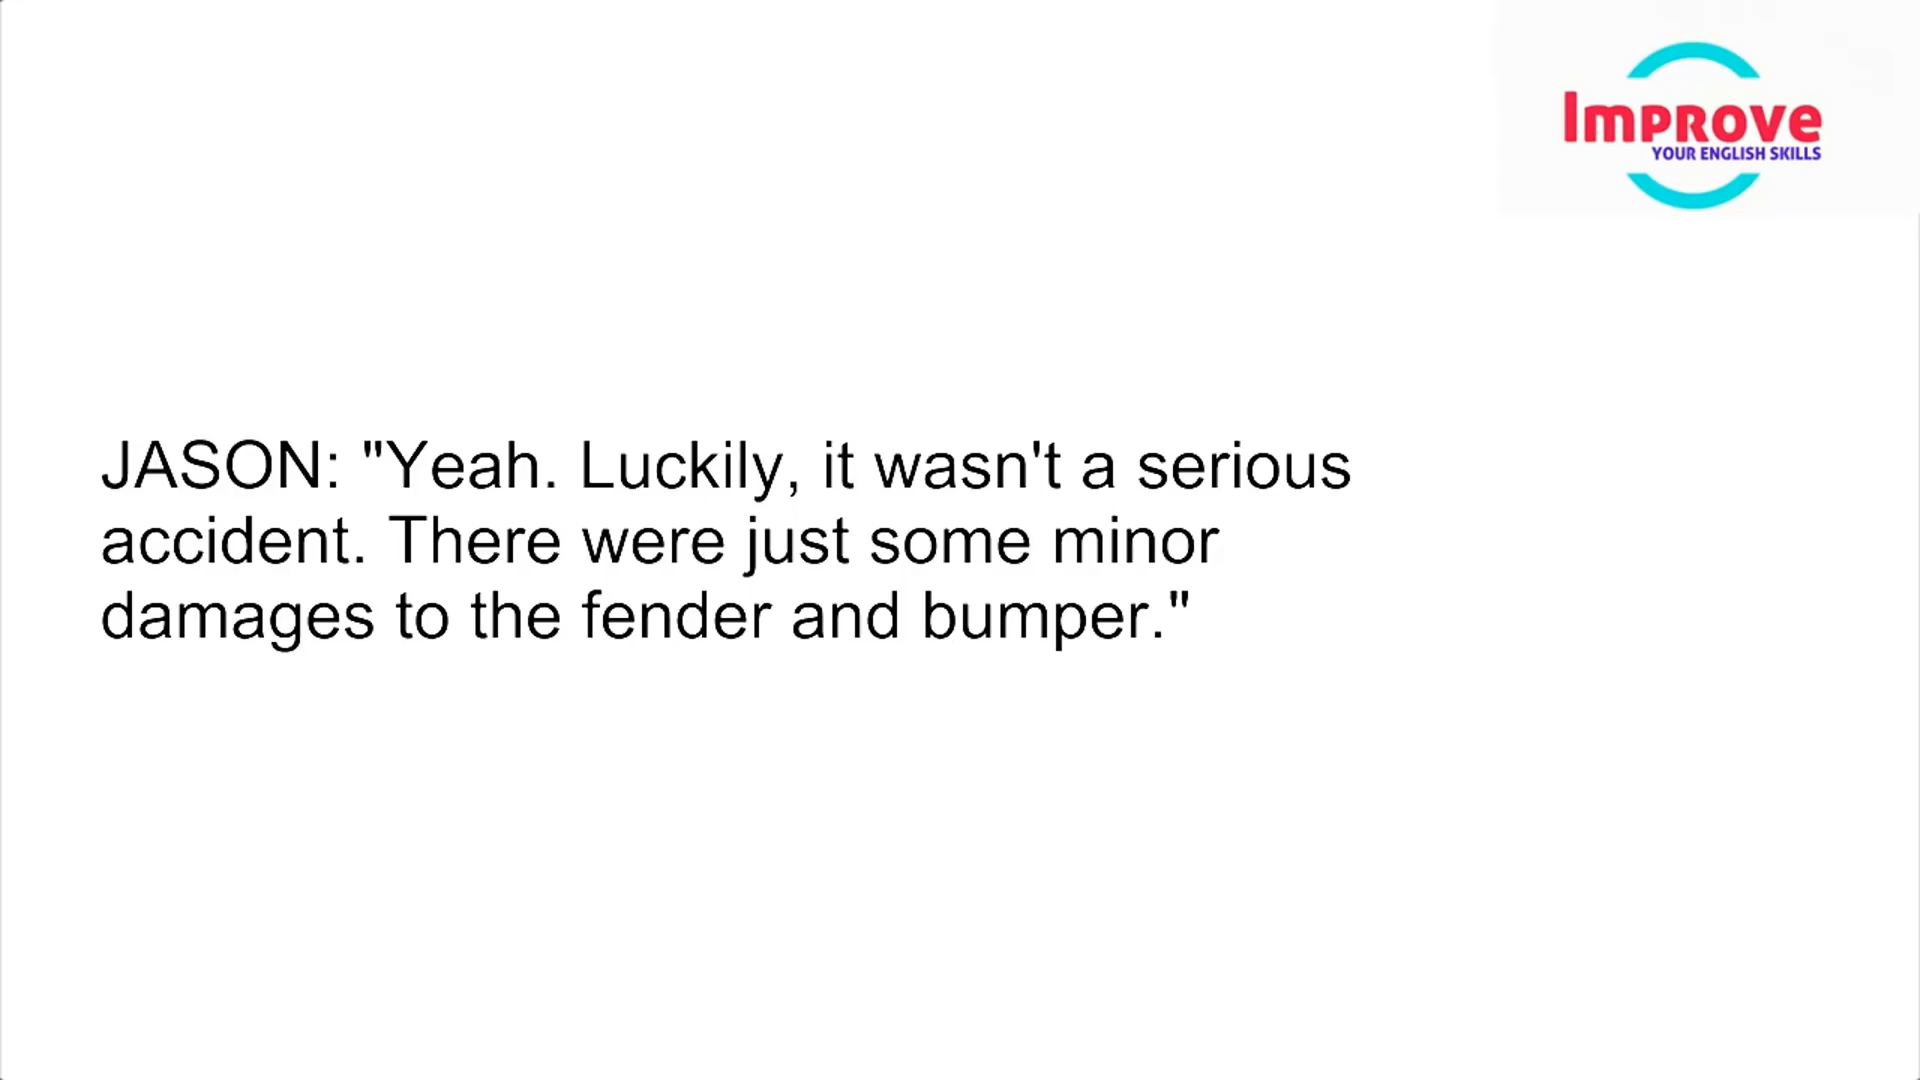 Improve
YOUR ENGLISH SKILLS
JASON: "Yeah. Luckily, it wasn't a serious
accident. There were just some minor
damages to the fender and bumper."